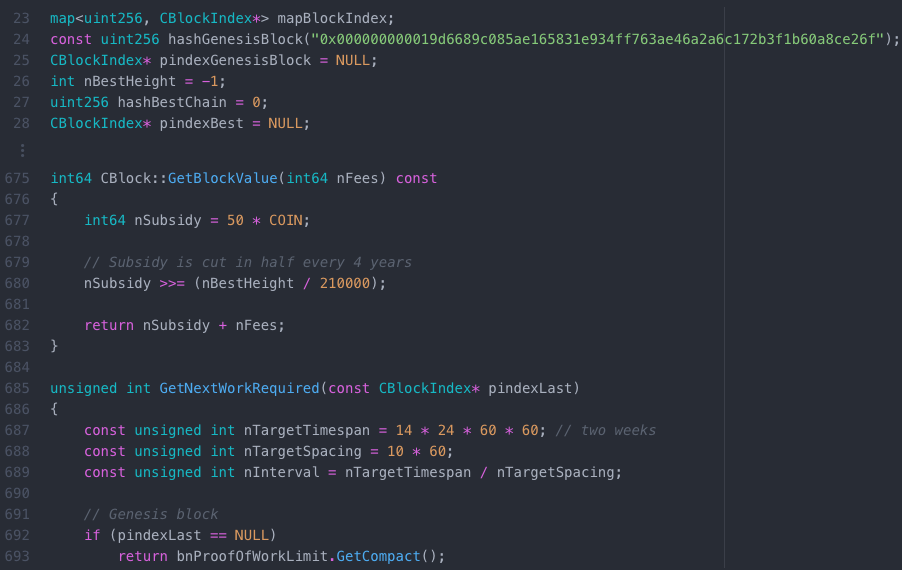 23 map<uint256, CBlockIndex*> mapBlockIndex;
24 const uint256 hashGenesisBlock("0x000000000019d6689c085ae165831e934ff763ae46a2a6c172b3f1b60a8ce26f");
25 CBlockIndex* pindexGenesisBlock = NULL;
26 int nBestHeight = -1;
27 uint256 hashBestChain = 0;
28 CBlockIndex* pindexBest = NULL;
⋮
675 int64 CBlock::GetBlockValue(int64 nFees) const
676 {
677     int64 nSubsidy = 50 * COIN;
678
679     // Subsidy is cut in half every 4 years
680     nSubsidy >>= (nBestHeight / 210000);
681
682     return nSubsidy + nFees;
683 }
684
685 unsigned int GetNextWorkRequired(const CBlockIndex* pindexLast)
686 {
687     const unsigned int nTargetTimespan = 14 * 24 * 60 * 60; // two weeks
688     const unsigned int nTargetSpacing = 10 * 60;
689     const unsigned int nInterval = nTargetTimespan / nTargetSpacing;
690
691     // Genesis block
692     if (pindexLast == NULL)
693         return bnProofOfWorkLimit.GetCompact();